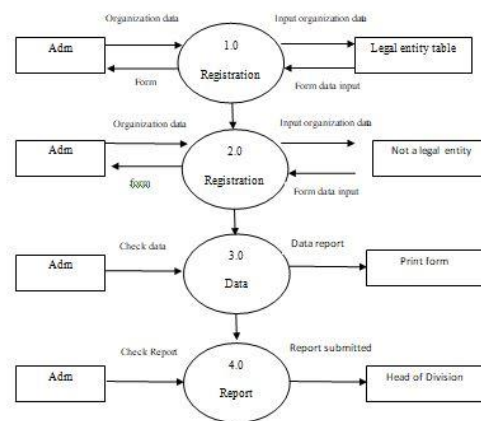 Organization data
Input organization data
Adm
1.0
Registration
Legal entity table
Form
Form data input
Organization data
Input organization data
Adm
2.0
Registration
Not a legal entity
form
Form data input
Check data
Data report
Adm
3.0
Data
Print form
Check Report
Report submitted
Adm
4.0
Report
Head of Division